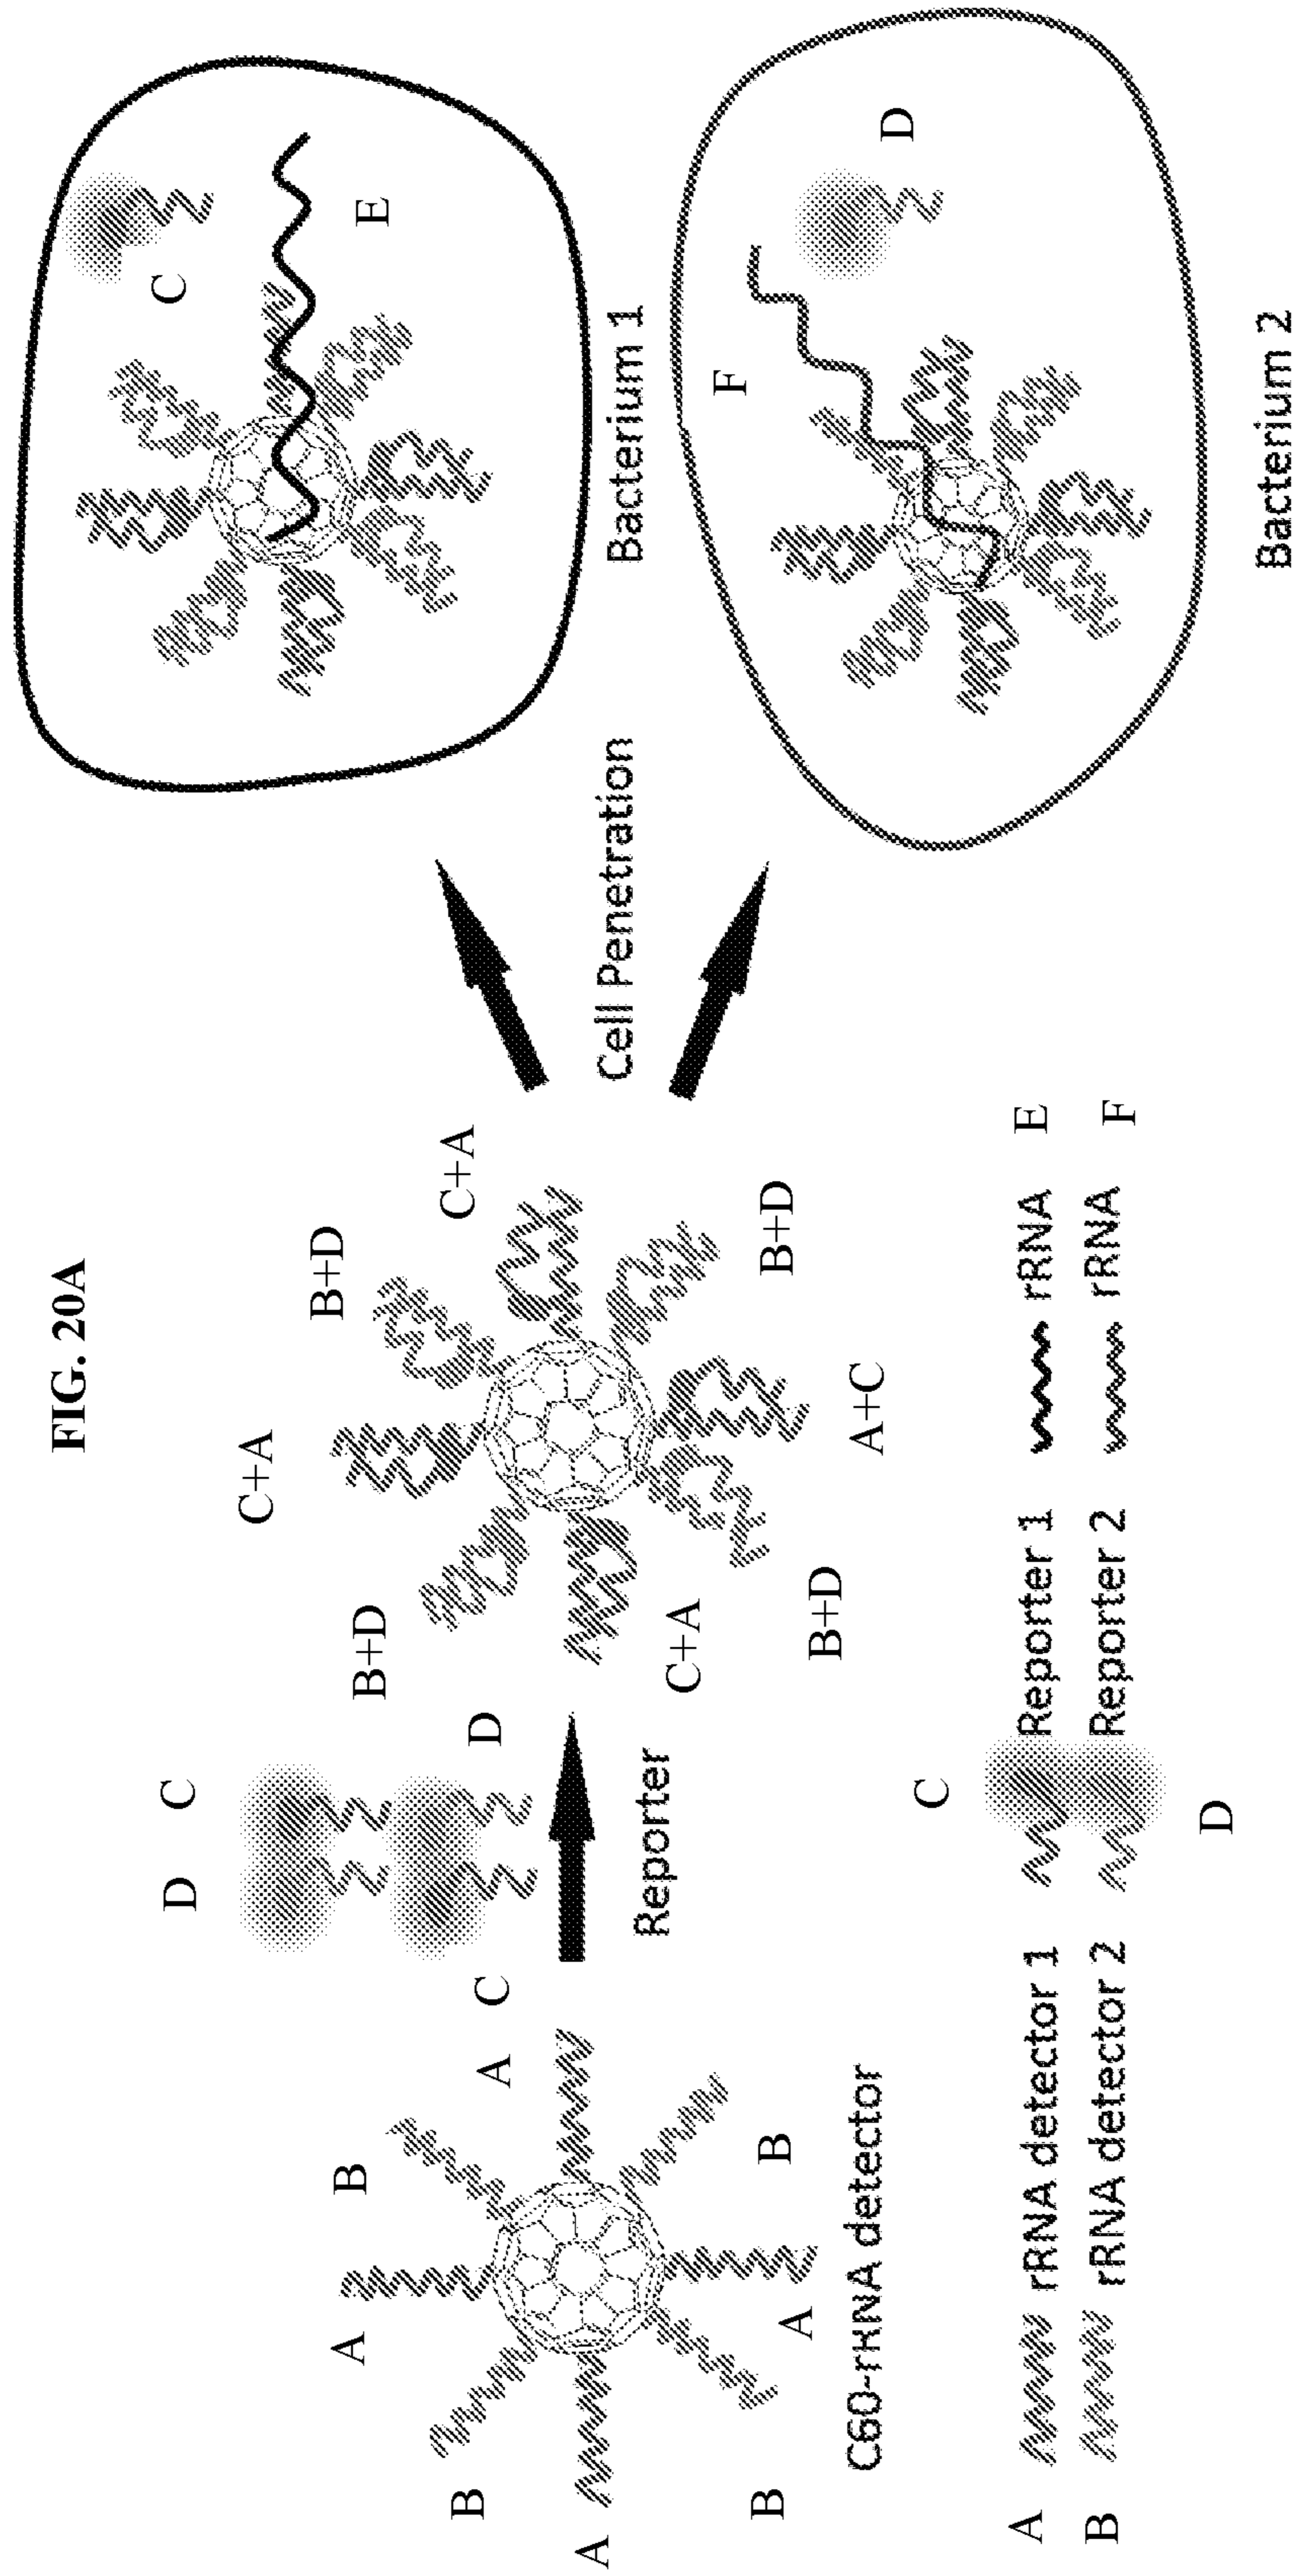 FIG. 20A
B
A
B
A
A
B
A
B
C60-rRNA detector
D
C
C
D
Reporter
B+D
C+A
B+D
C+A
C+A
B+D
A+C
B+D
Cell Penetration
C
E
Bacterium 1
F
D
Bacterium 2
A rRNA detector 1
B rRNA detector 2
C Reporter 1
D Reporter 2
rRNA E
rRNA F